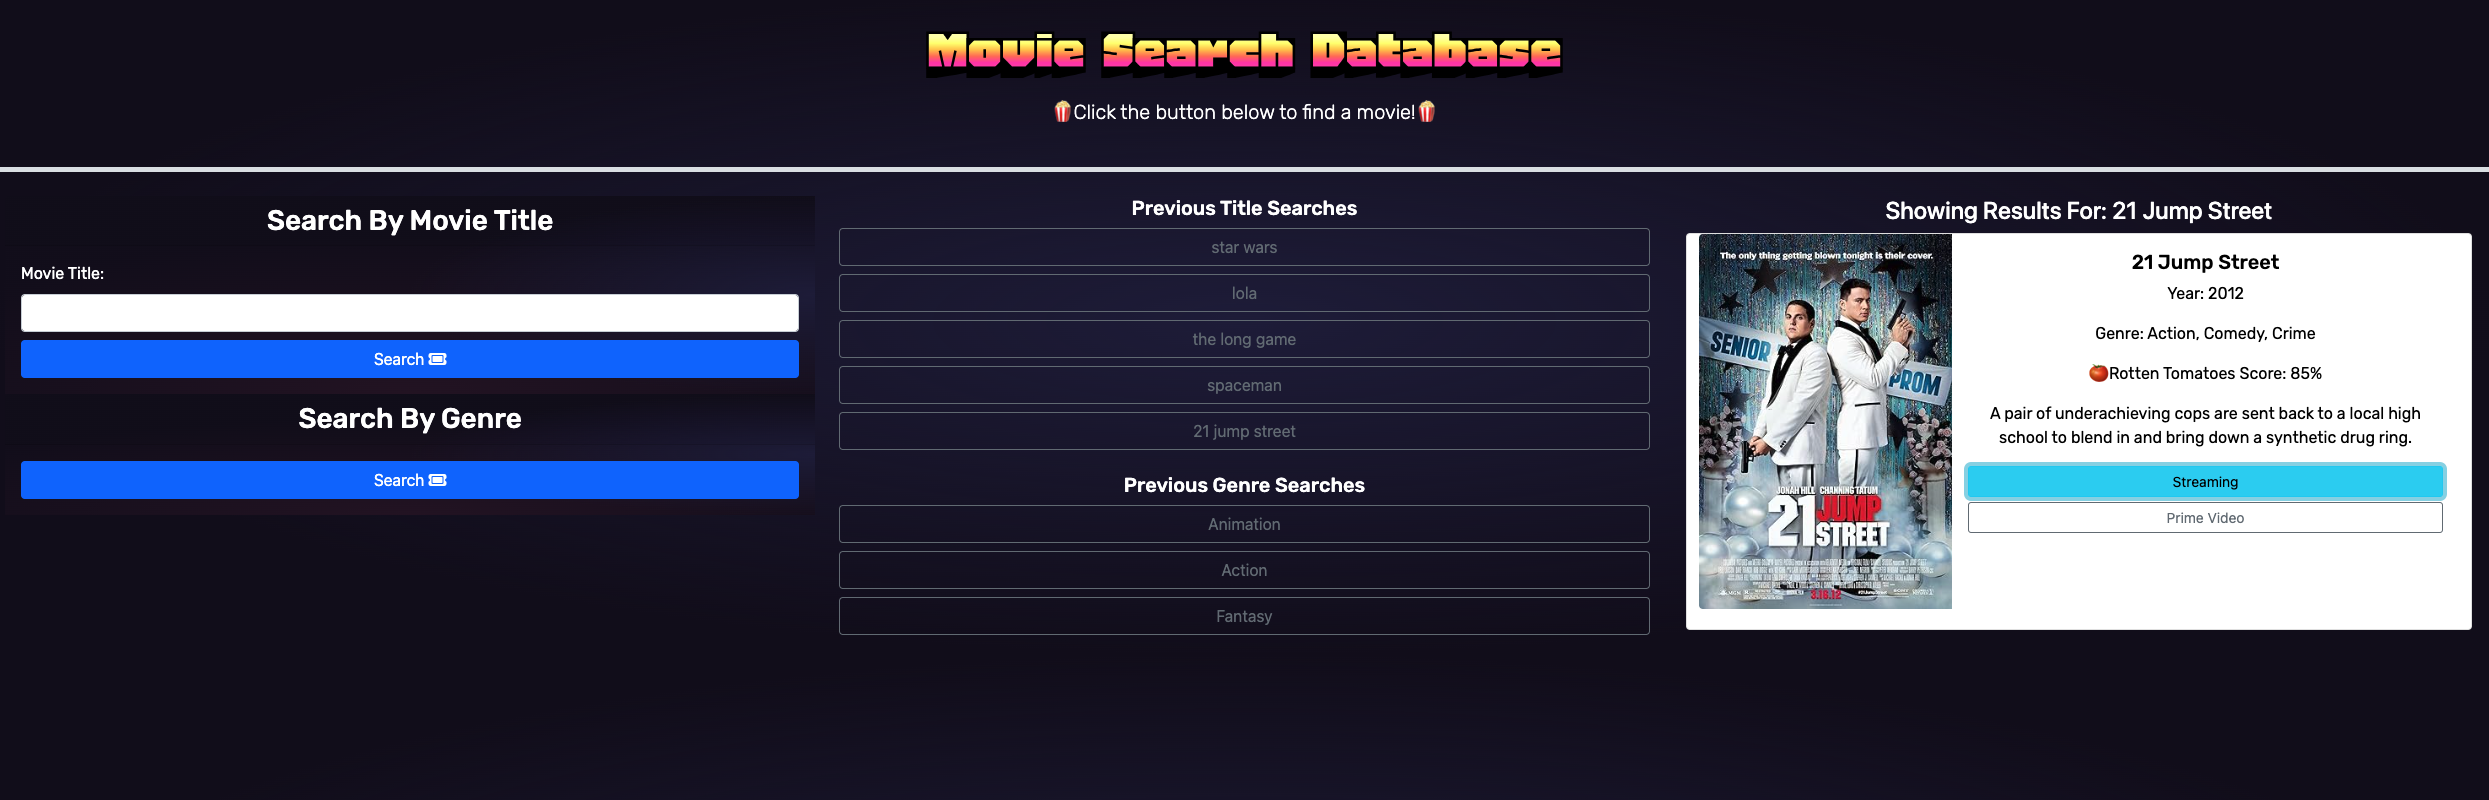 Movie Search Database
🍿Click the button below to find a movie!🍿
Search By Movie Title
Movie Title:
Search
Search By Genre
Search
Previous Title Searches
star wars
lola
the long game
spaceman
21 jump street
Previous Genre Searches
Animation
Action
Fantasy
Showing Results For: 21 Jump Street
The only thing getting blown tonight is their cover.
SENIOR
PROM
JONAH HILL CHANNING TATUM
21 JUMP
STREET
3.16.12
21 Jump Street
Year: 2012
Genre: Action, Comedy, Crime
🍅Rotten Tomatoes Score: 85%
A pair of underachieving cops are sent back to a local high
school to blend in and bring down a synthetic drug ring.
Streaming
Prime Video